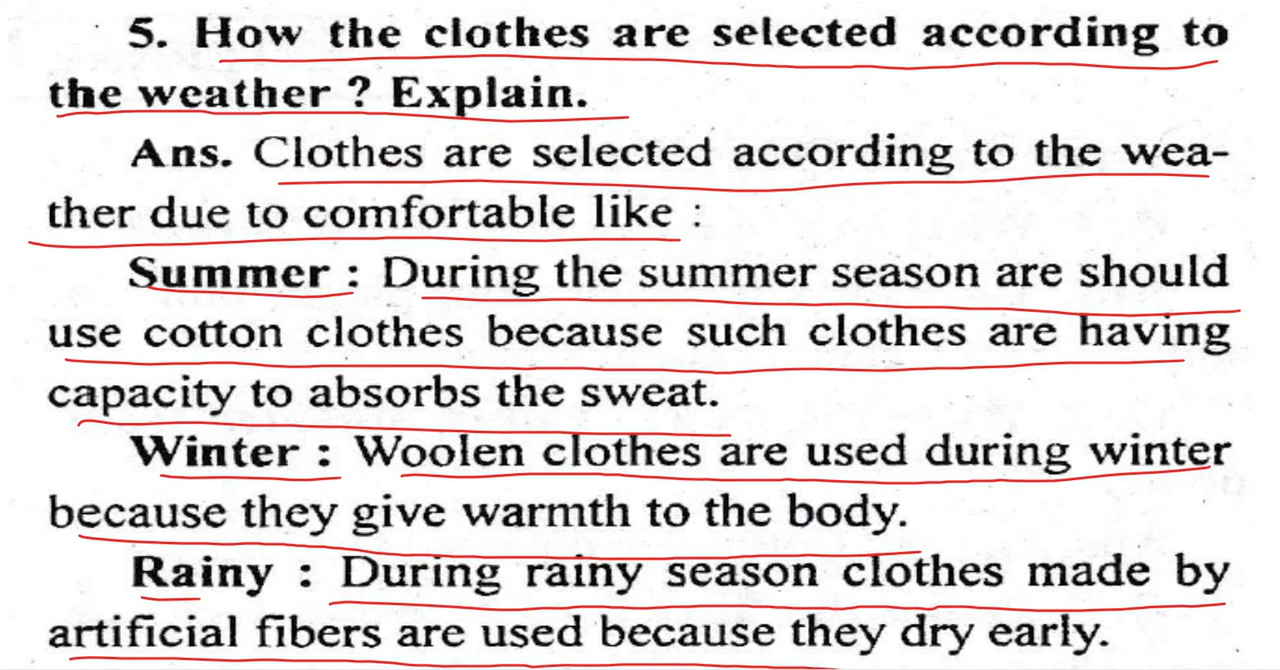 5. How the clothes are selected according to
the weather ? Explain.
Ans. Clothes are selected according to the wea-
ther due to comfortable like :
Summer : During the summer season are should
use cotton clothes because such clothes are having
capacity to absorbs the sweat.
Winter : Woolen clothes are used during winter
because they give warmth to the body.
Rainy : During rainy season clothes made by
artificial fibers are used because they dry early.